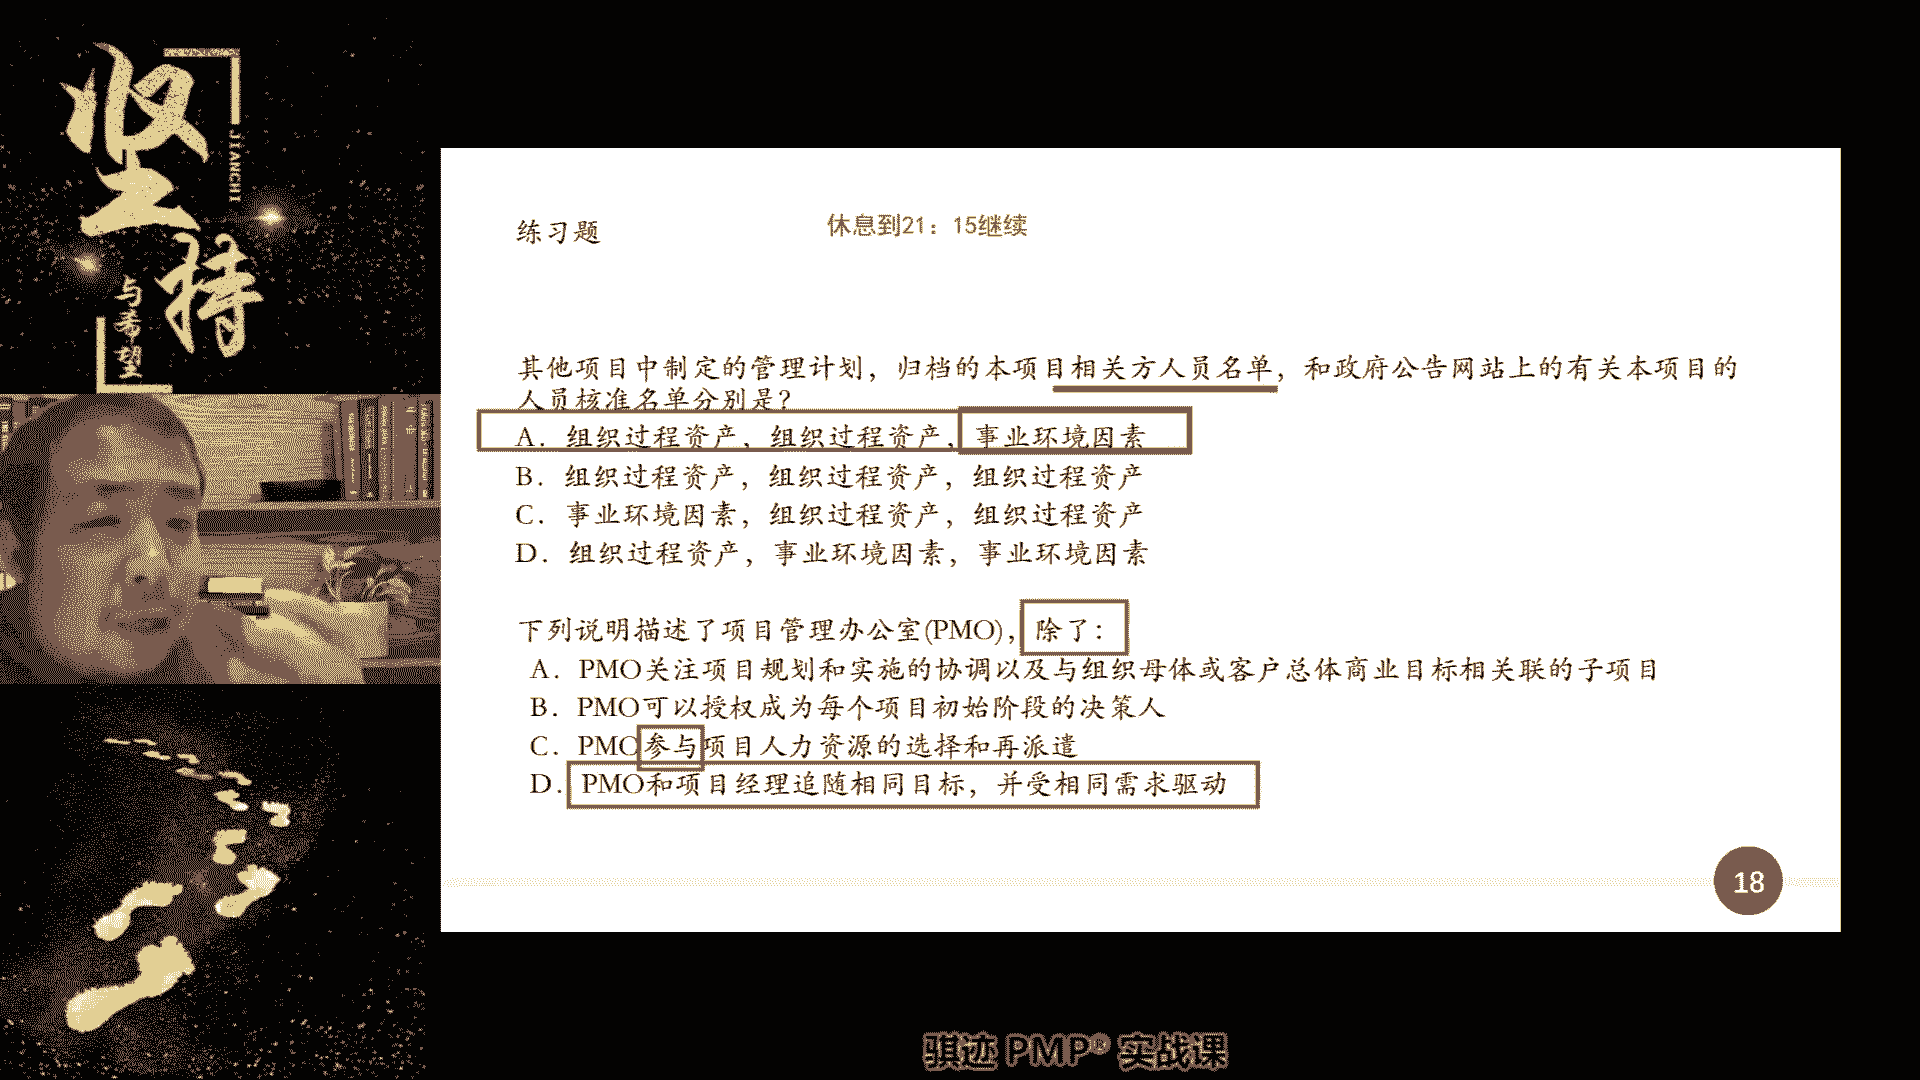 坚持
JIANCHI
与希望
练习题
休息到21：15继续
其他项目中制定的管理计划，归档的本项目相关方人员名单，和政府公告网站上的有关本项目的
人员核准名单分别是？
A．组织过程资产，组织过程资产，事业环境因素
B．组织过程资产，组织过程资产，组织过程资产
C．事业环境因素，组织过程资产，组织过程资产
D．组织过程资产，事业环境因素，事业环境因素
下列说明描述了项目管理办公室(PMO)，除了：
A．PMO关注项目规划和实施的协调以及与组织母体或客户总体商业目标相关联的子项目
B．PMO可以授权成为每个项目初始阶段的决策人
C．PMO参与项目人力资源的选择和再派遣
D．PMO和项目经理追随相同目标，并受相同需求驱动
18
骐迹 PMP® 实战课